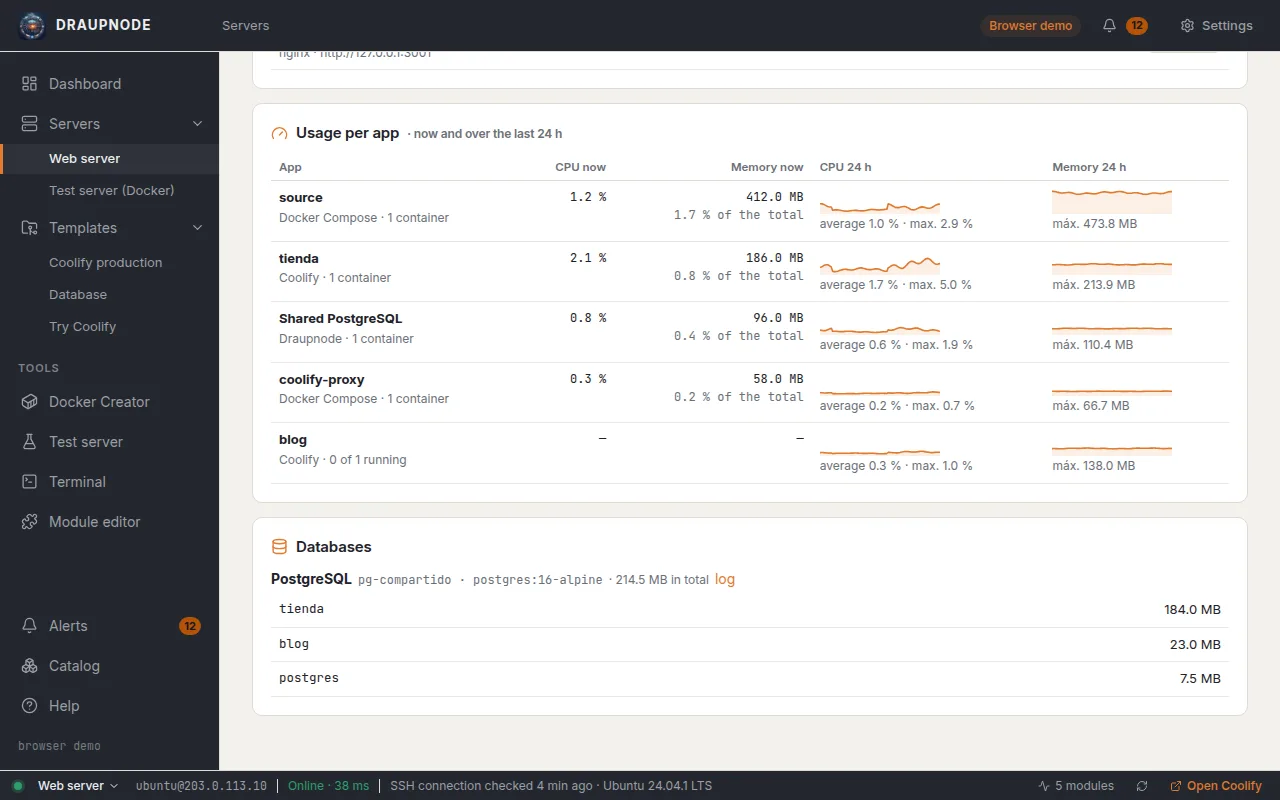 DRAUPNODE
Servers
Browser demo
12
Settings
Dashboard
Servers
Web server
Test server (Docker)
Templates
Coolify production
Database
Try Coolify
TOOLS
Docker Creator
Test server
Terminal
Module editor
Alerts 12
Catalog
Help
browser demo
nginx · http://127.0.0.1:3001
Usage per app · now and over the last 24 h
App CPU now Memory now CPU 24 h Memory 24 h
source 1.2 % 412.0 MB
Docker Compose · 1 container 1.7 % of the total average 1.0 % · max. 2.9 % máx. 473.8 MB
tienda 2.1 % 186.0 MB
Coolify · 1 container 0.8 % of the total average 1.7 % · max. 5.0 % máx. 213.9 MB
Shared PostgreSQL 0.8 % 96.0 MB
Draupnode · 1 container 0.4 % of the total average 0.6 % · max. 1.9 % máx. 110.4 MB
coolify-proxy 0.3 % 58.0 MB
Docker Compose · 1 container 0.2 % of the total average 0.2 % · max. 0.7 % máx. 66.7 MB
blog — —
Coolify · 0 of 1 running average 0.3 % · max. 1.0 % máx. 138.0 MB
Databases
PostgreSQL pg-compartido · postgres:16-alpine · 214.5 MB in total log
tienda 184.0 MB
blog 23.0 MB
postgres 7.5 MB
Web server ubuntu@203.0.113.10 Online · 38 ms SSH connection checked 4 min ago · Ubuntu 24.04.1 LTS 5 modules Open Coolify